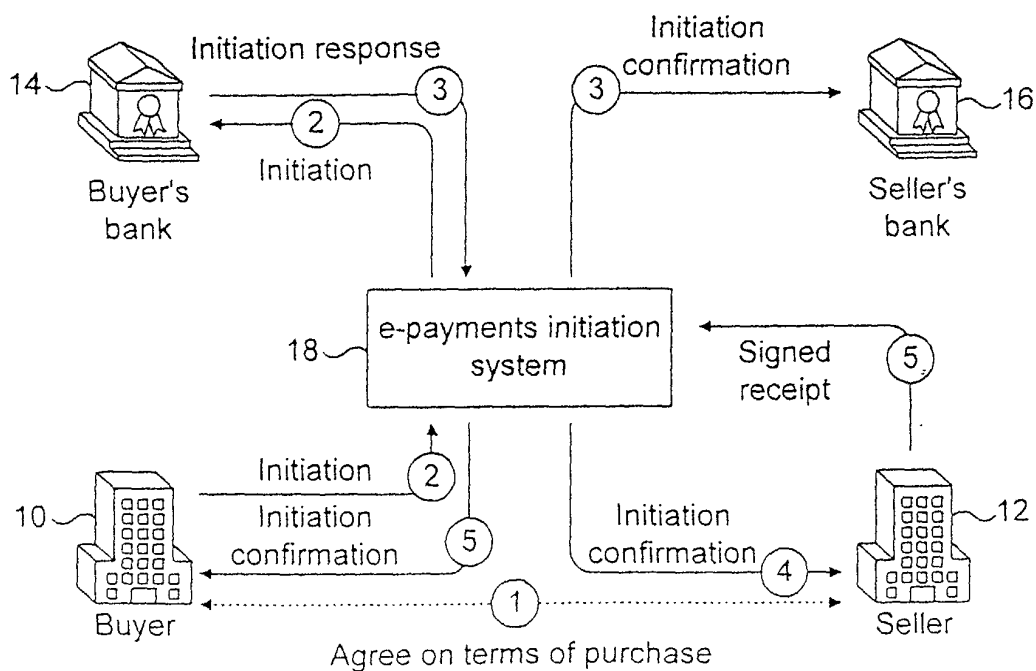 Initiation response
Initiation
confirmation
14
3
3
16
2
Initiation
Buyer's
bank
Seller's
bank
18
e-payments initiation
system
Signed
receipt
5
10
Initiation
2
Initiation
confirmation
5
Initiation
confirmation
4
12
1
Buyer
Seller
Agree on terms of purchase